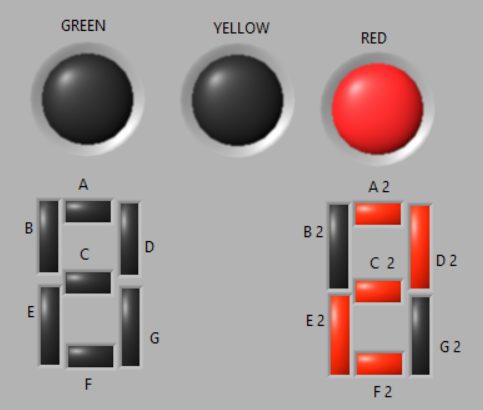 GREEN
YELLOW
RED
A
A 2
B
B 2
C
C 2
D
D 2
E
E 2
G
G 2
F
F 2